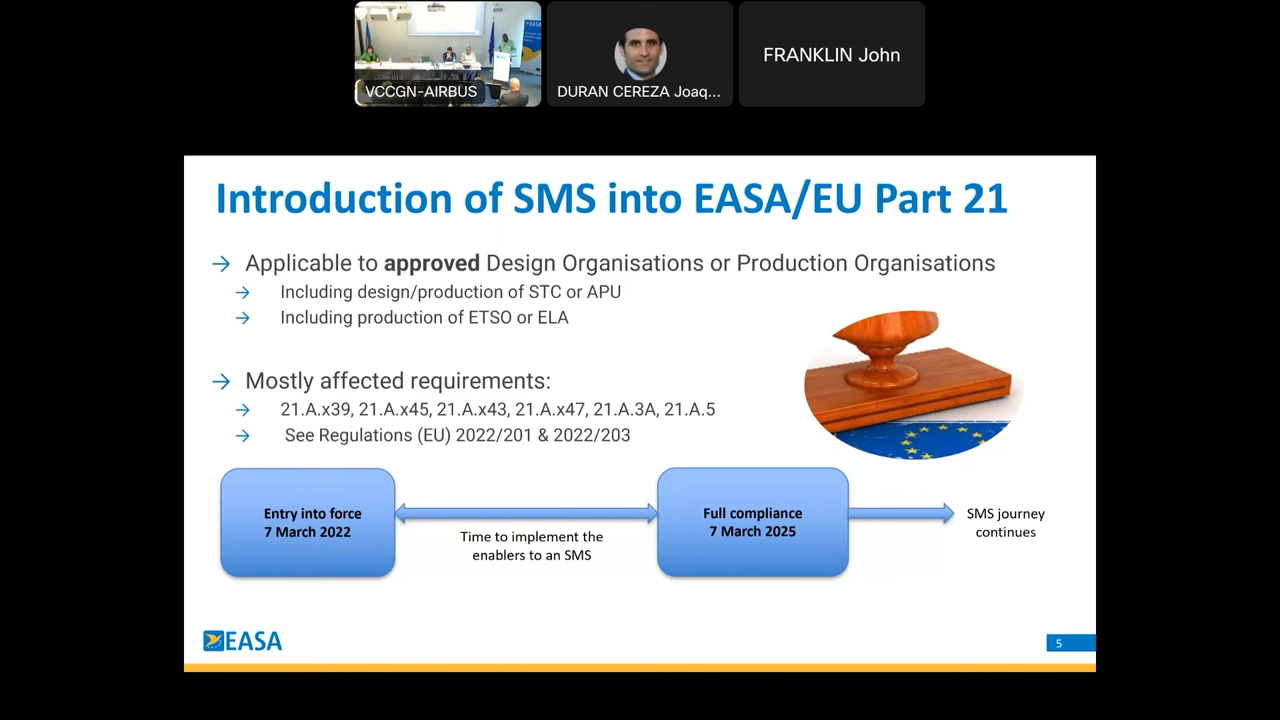 EASA
VCCGN-AIRBUS
DURAN CEREZA Joaq...
FRANKLIN John
Introduction of SMS into EASA/EU Part 21
→ Applicable to approved Design Organisations or Production Organisations
→ Including design/production of STC or APU
→ Including production of ETSO or ELA
→ Mostly affected requirements:
→ 21.A.x39, 21.A.x45, 21.A.x43, 21.A.x47, 21.A.3A, 21.A.5
→ See Regulations (EU) 2022/201 & 2022/203
Entry into force
7 March 2022
Time to implement the
enablers to an SMS
Full compliance
7 March 2025
SMS journey
continues
EASA
5